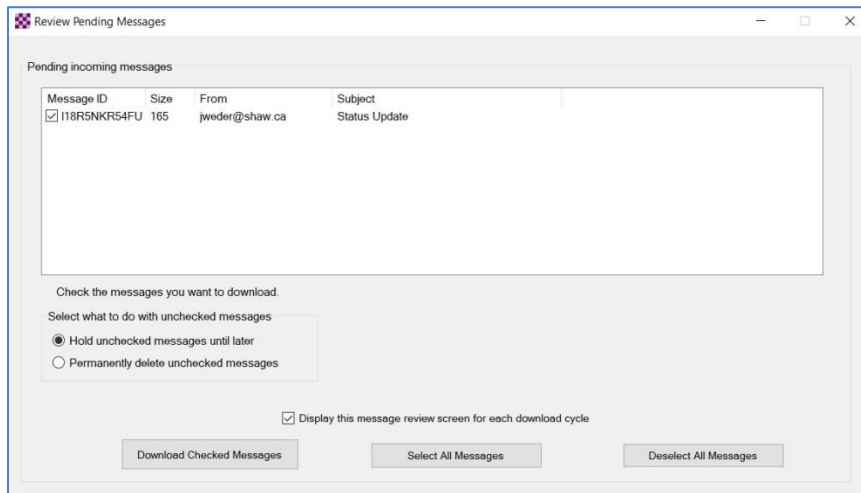 Review Pending Messages
Pending incoming messages
Message ID Size From Subject
I18R5NKR54FU 165 jweder@shaw.ca Status Update
Check the messages you want to download.
Select what to do with unchecked messages
Hold unchecked messages until later
Permanently delete unchecked messages
Display this message review screen for each download cycle
Download Checked Messages Select All Messages Deselect All Messages